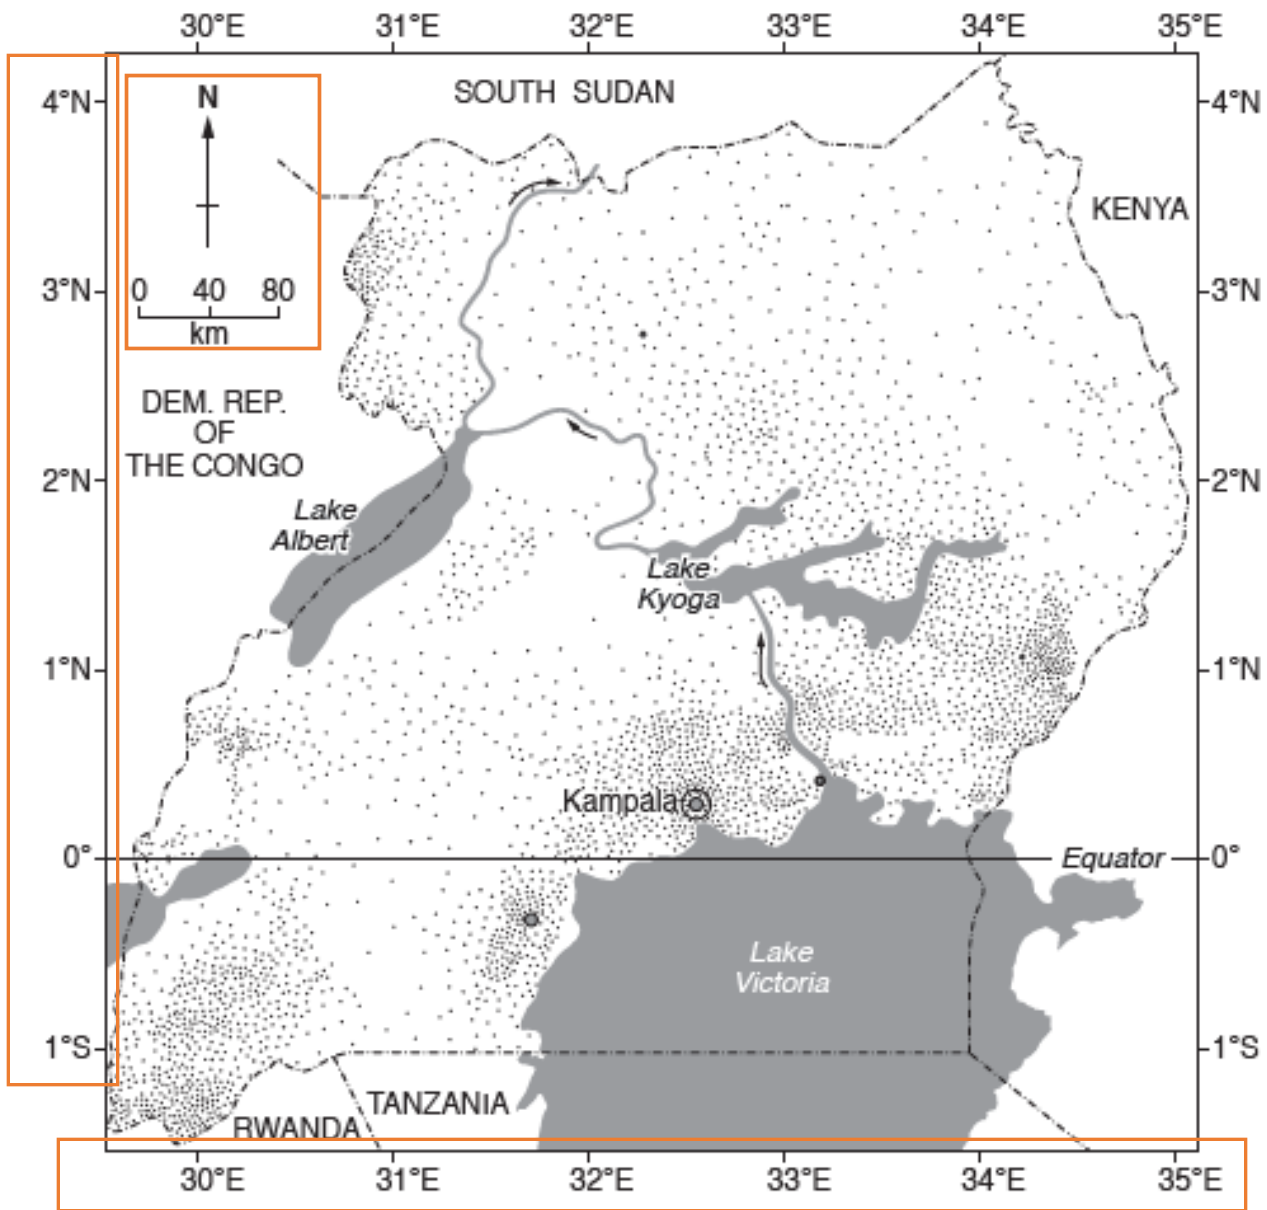 30°E 31°E 32°E 33°E 34°E 35°E
SOUTH SUDAN
4°N 4°N
N
KENYA
3°N 3°N
0 40 80
km
DEM. REP.
OF
THE CONGO
2°N 2°N
Lake
Albert
Lake
Kyoga
1°N 1°N
Kampala
0° Equator 0°
Lake
Victoria
1°S 1°S
TANZANIA
RWANDA
30°E 31°E 32°E 33°E 34°E 35°E